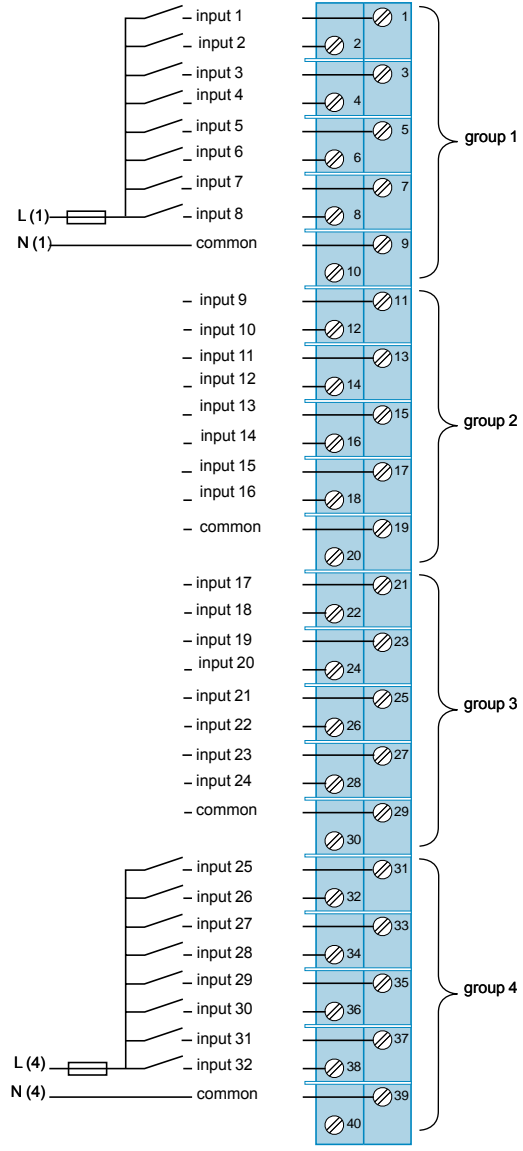 input 1 1
input 2 2
input 3 3
input 4 4
input 5 5
group 1
input 6 6
input 7 7
L (1) input 8 8
N (1) common 9
10
input 9 11
input 10 12
input 11 13
input 12 14
input 13 15
group 2
input 14 16
input 15 17
input 16 18
common 19
20
input 17 21
input 18 22
input 19 23
input 20 24
input 21 25
group 3
input 22 26
input 23 27
input 24 28
common 29
30
input 25 31
input 26 32
input 27 33
input 28 34
input 29 35
group 4
input 30 36
input 31 37
L (4) input 32 38
N (4) common 39
40